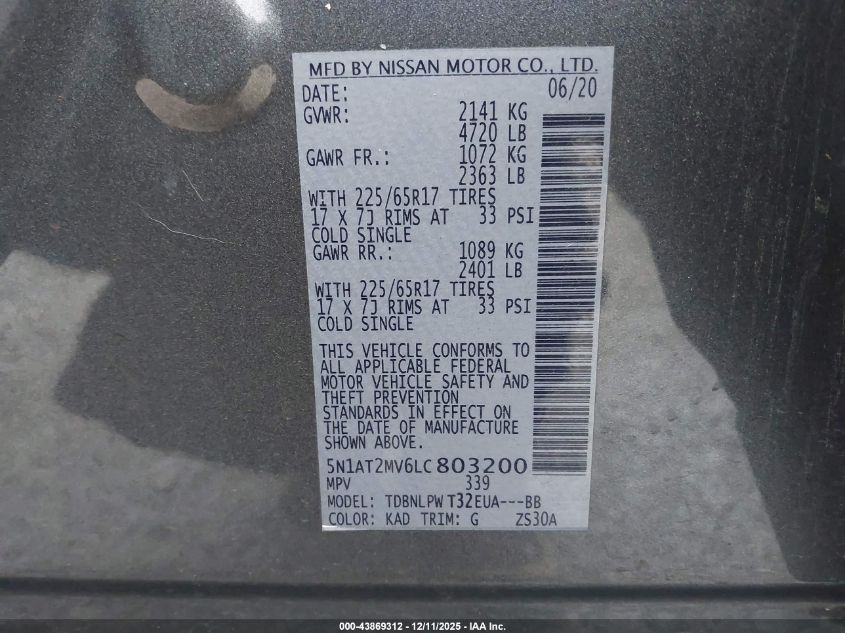 MFD BY NISSAN MOTOR CO., LTD.
DATE: 06/20
GVWR: 2141 KG
4720 LB
GAWR FR.: 1072 KG
2363 LB
WITH 225/65R17 TIRES
17 X 7J RIMS AT 33 PSI
COLD SINGLE
GAWR RR.: 1089 KG
2401 LB
WITH 225/65R17 TIRES
17 X 7J RIMS AT 33 PSI
COLD SINGLE
THIS VEHICLE CONFORMS TO
ALL APPLICABLE FEDERAL
MOTOR VEHICLE SAFETY AND
THEFT PREVENTION
STANDARDS IN EFFECT ON
THE DATE OF MANUFACTURE
SHOWN ABOVE.
5N1AT2MV6LC803200
MPV 339
MODEL: TDBNLPW T32EUA---BB
COLOR: KAD TRIM: G ZS30A
000-43869312 - 12/11/2025 - IAA Inc.